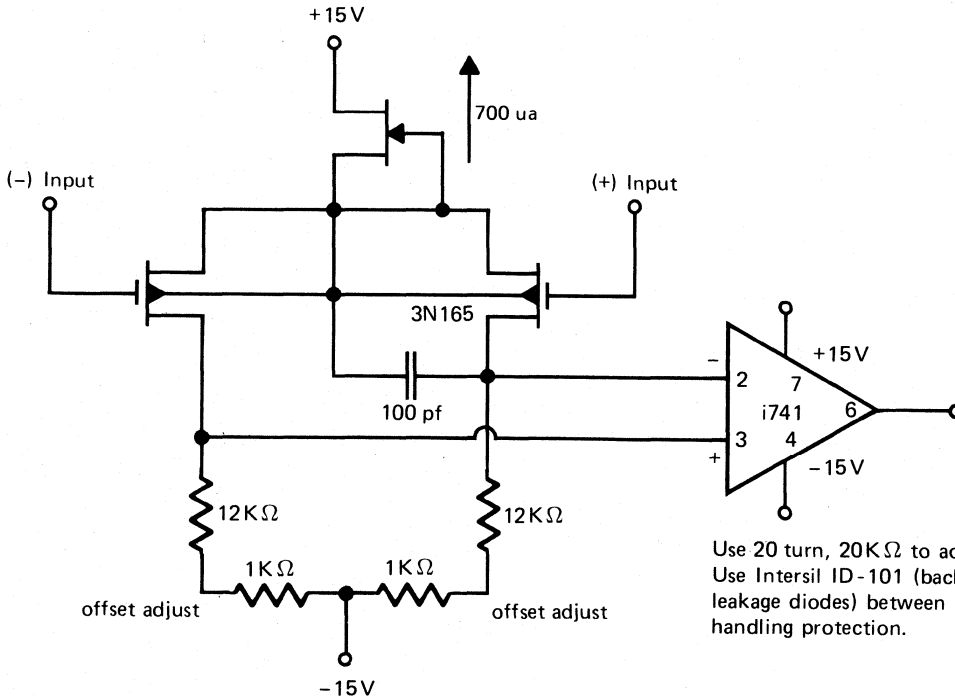 +15V
700 ua
(-) Input
(+) Input
3N165
100 pf
-
2
7
+15V
i741
6
3
4
+
-15V
12KΩ
12KΩ
1KΩ
1KΩ
offset adjust
offset adjust
-15V
Use 20 turn, 20KΩ to
Use Intersil ID-101
leakage diodes) between
handling protection.